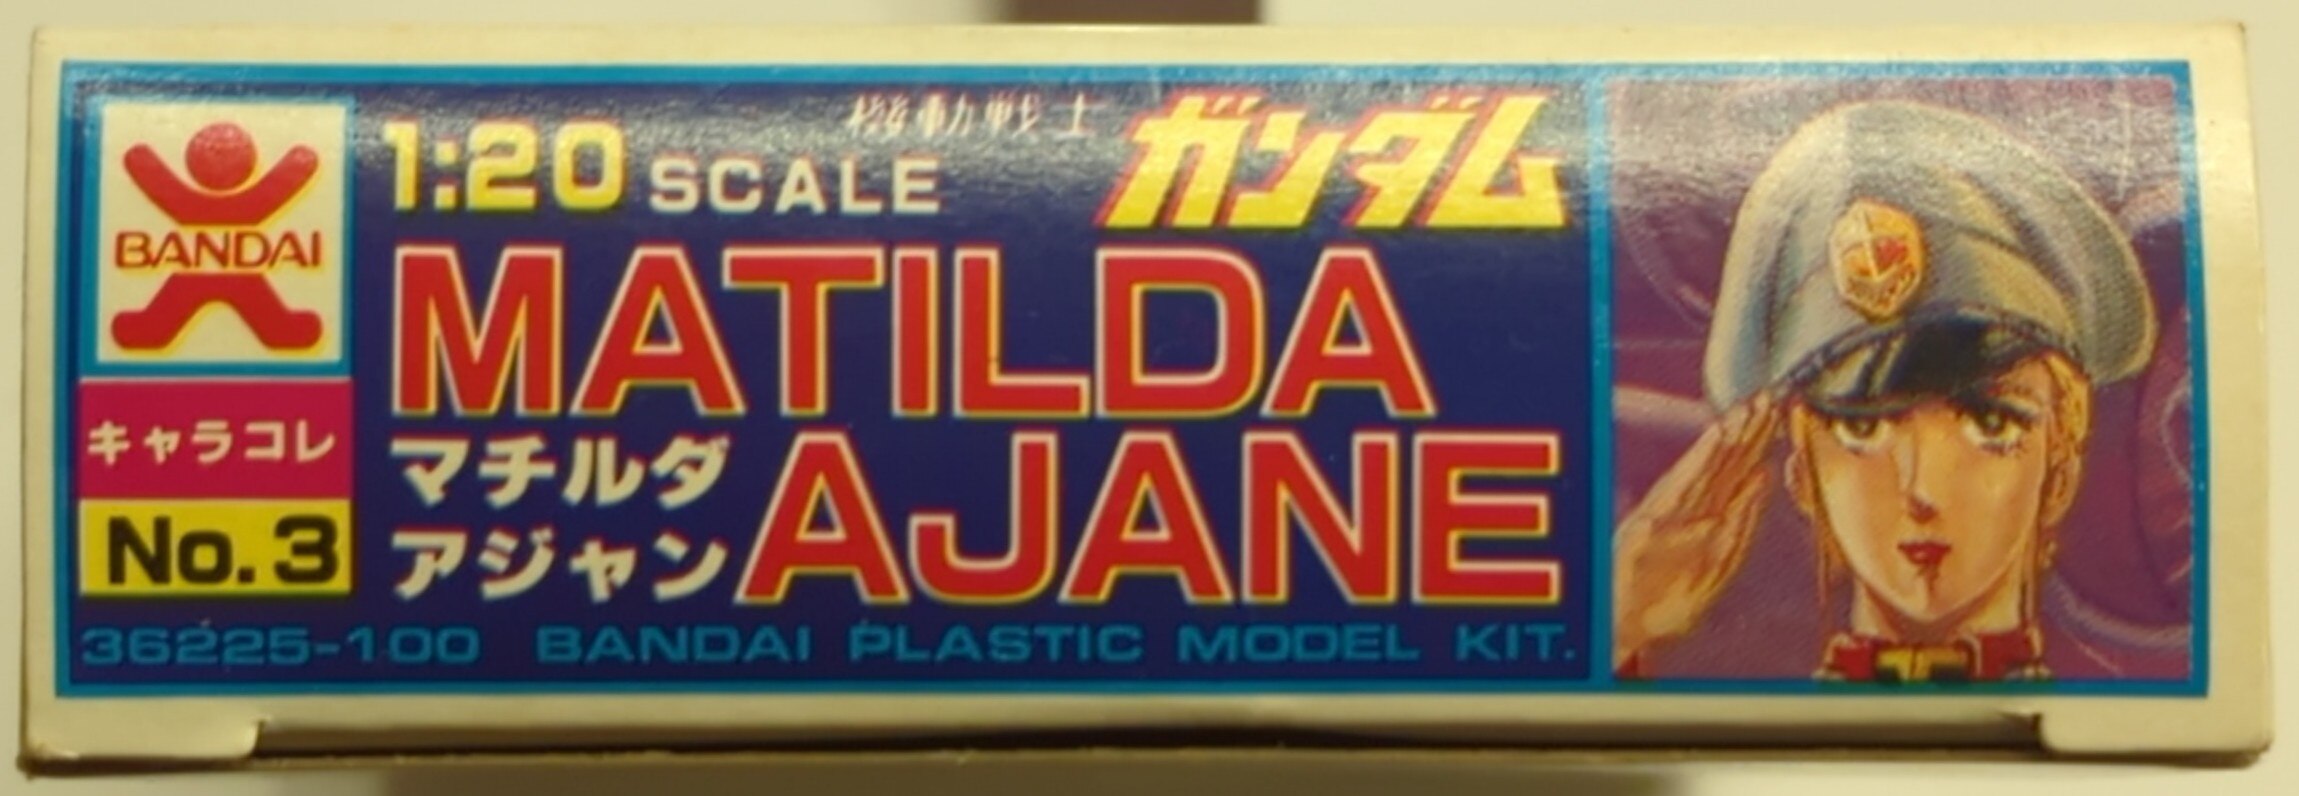 BANDAI
キャラコレ
No.3
1:20 SCALE
機動戦士 ガンダム
MATILDA
マチルダ
アジャン
AJANE
36225-100 BANDAI PLASTIC MODEL KIT.